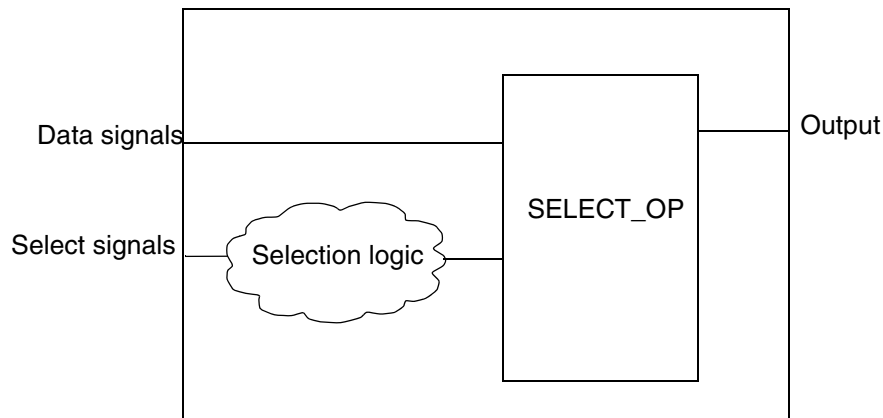 Data signals
Output
SELECT_OP
Select signals
Selection logic